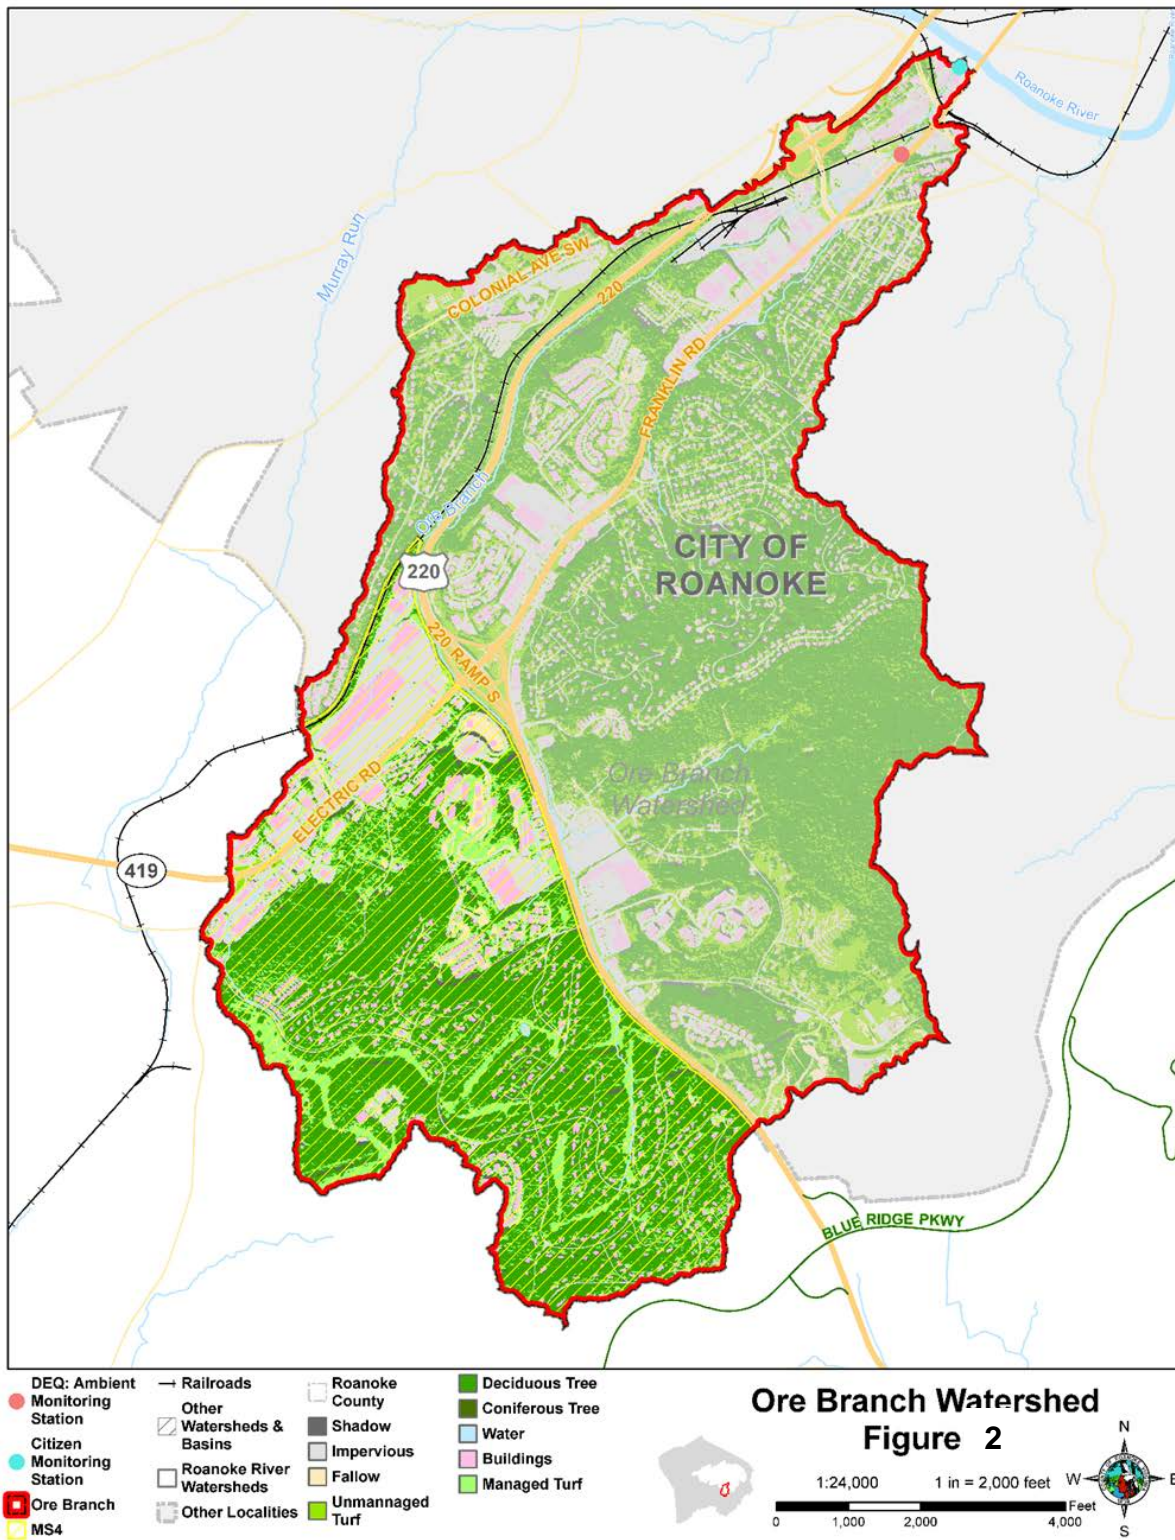 Roanoke River
Murray Run
COLONIAL AVE SW
220
FRANKLIN RD
Ore Branch
220
CITY OF
ROANOKE
220 RAMP S
Ore Branch
Watershed
ELECTRIC RD
419
BLUE RIDGE PKWY
DEQ: Ambient
Monitoring
Station
Citizen
Monitoring
Station
Ore Branch
MS4
Railroads
Other
Watersheds &
Basins
Roanoke River
Watersheds
Other Localities
Roanoke
County
Shadow
Impervious
Fallow
Unmannaged
Turf
Deciduous Tree
Coniferous Tree
Water
Buildings
Managed Turf
Ore Branch Watershed
Figure 2
1:24,000 1 in = 2,000 feet
Feet
0 1,000 2,000 4,000
N
W E
S